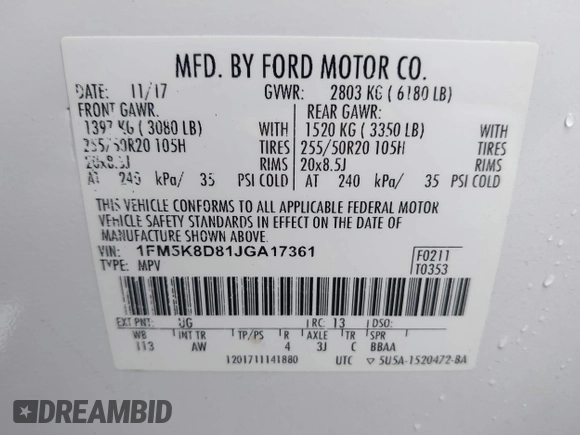 MFD. BY FORD MOTOR CO.
DATE: 11/17 GVWR: 2803 KG ( 6180 LB)
FRONT GAWR: REAR GAWR:
1397 KG ( 3080 LB) WITH 1520 KG ( 3350 LB) WITH
255/50R20 105H TIRES 255/50R20 105H TIRES
20x8.5J RIMS 20x8.5J RIMS
AT 240 kPa/ 35 PSI COLD AT 240 kPa/ 35 PSI COLD
THIS VEHICLE CONFORMS TO ALL APPLICABLE FEDERAL MOTOR
VEHICLE SAFETY STANDARDS IN EFFECT ON THE DATE OF
MANUFACTURE SHOWN ABOVE.
VIN: 1FM5K8D81JGA17361 F0211
TYPE: MPV T0353
EXT PNT: UG RC: 13 DSO:
WB INT TR TP/PS R AXLE TR SPR
113 AW 4 3J C BBAA
1201711141880 UTC ▽ 5U5A-1520472-BA
DREAMBID